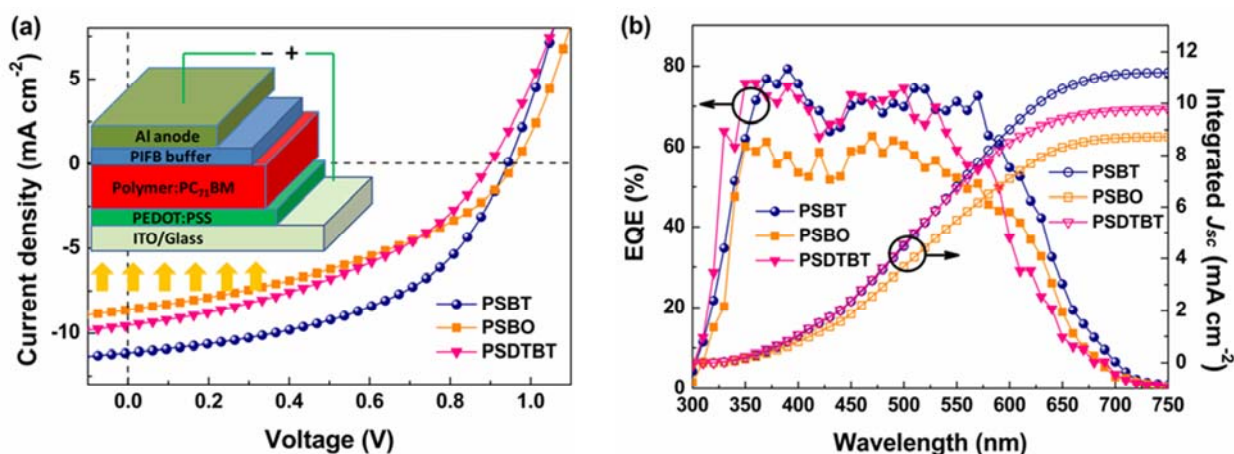 (a)
Current density (mA cm⁻²)
5
0
-5
-10
0.0 0.2 0.4 0.6 0.8 1.0
Voltage (V)
− +
Al anode
PIFB buffer
Polymer:PC₇₁BM
PEDOT:PSS
ITO/Glass
PSBT
PSBO
PSDTBT
(b)
EQE (%)
80
60
40
20
0
300 350 400 450 500 550 600 650 700 750
Wavelength (nm)
PSBT
PSBO
PSDTBT
PSBT
PSBO
PSDTBT
12
10
8
6
4
2
0
Integrated Jsc (mA cm⁻²)